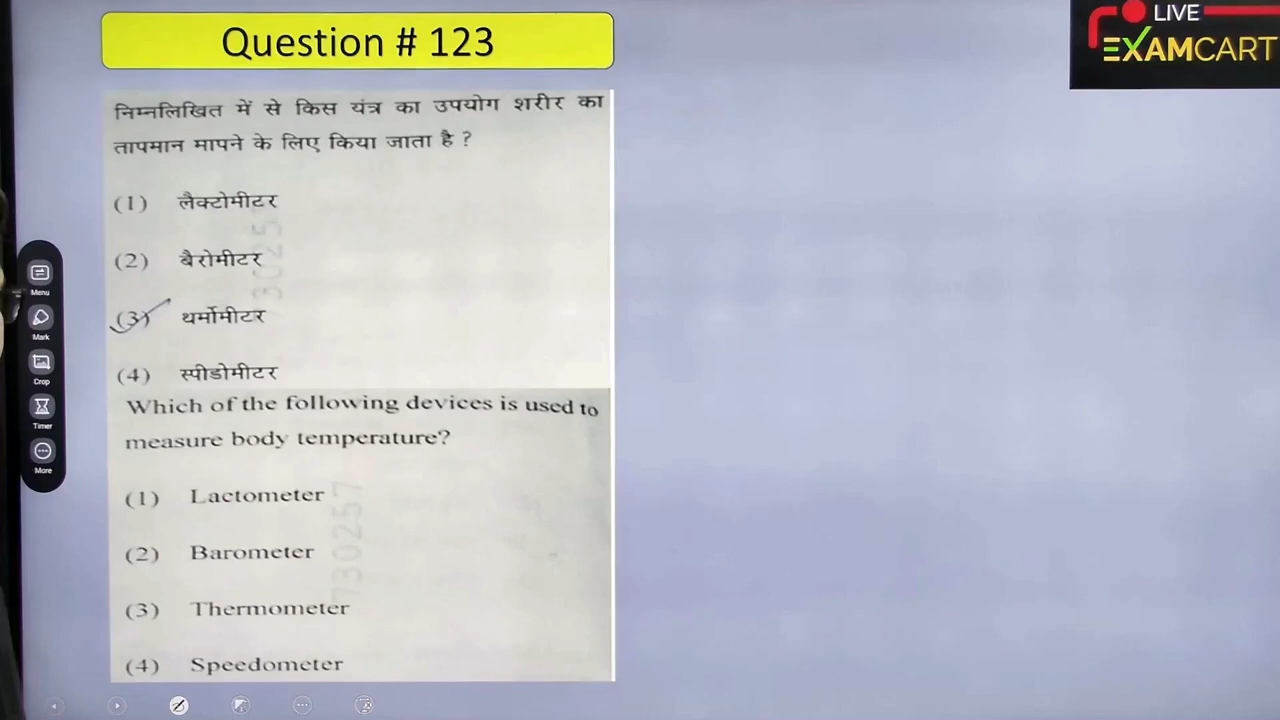 Question # 123
LIVE
EXAMCART
निम्नलिखित में से किस यंत्र का उपयोग शरीर का
तापमान मापने के लिए किया जाता है ?
(1) लैक्टोमीटर
(2) बैरोमीटर
(3) थर्मोमीटर
(4) स्पीडोमीटर
Which of the following devices is used to
measure body temperature?
(1) Lactometer
(2) Barometer
(3) Thermometer
(4) Speedometer
730257
Menu
Mark
Crop
Timer
More